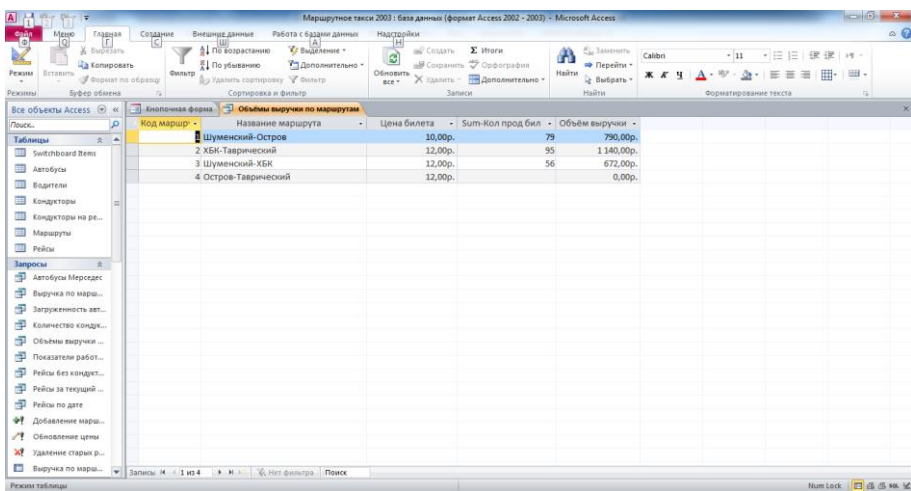 Маршрутное такси 2003 : база данных (формат Access 2002 - 2003) - Microsoft Access
Файл Меню Главная Создание Внешние данные Работа с базами данных Надстройки
Режим
Режимы
Вставить
Вырезать
Копировать
Формат по образцу
Буфер обмена
Фильтр
По возрастанию
По убыванию
Удалить сортировку
Выделение
Дополнительно
Фильтр
Сортировка и фильтр
Обновить все
Создать
Сохранить
Удалить
Итоги
Орфография
Дополнительно
Записи
Найти
Заменить
Перейти
Выбрать
Найти
Calibri 11
Ж К Ч
Форматирование текста
Все объекты Access
Поиск...
Таблицы
Switchboard Items
Автобусы
Водители
Кондукторы
Кондукторы на ре...
Маршруты
Рейсы
Запросы
Автобусы Мерседес
Выручка по марш...
Загруженность авт...
Количество кондук...
Объёмы выручки ...
Показатели работ...
Рейсы без кондукт...
Рейсы за текущий ...
Рейсы по дате
Добавление марш...
Обновление цены
Удаление старых р...
Выручка по марш...
Кнопочная форма Объёмы выручки по маршрутам
Код маршр Название маршрута Цена билета Sum-Кол прод бил Объём выручки
1 Шуменский-Остров 10,00р. 79 790,00р.
2 ХБК-Таврический 12,00р. 95 1 140,00р.
3 Шуменский-ХБК 12,00р. 56 672,00р.
4 Остров-Таврический 12,00р. 0,00р.
Записи: 1 из 4 Нет фильтра Поиск
Режим таблицы Num Lock SQL